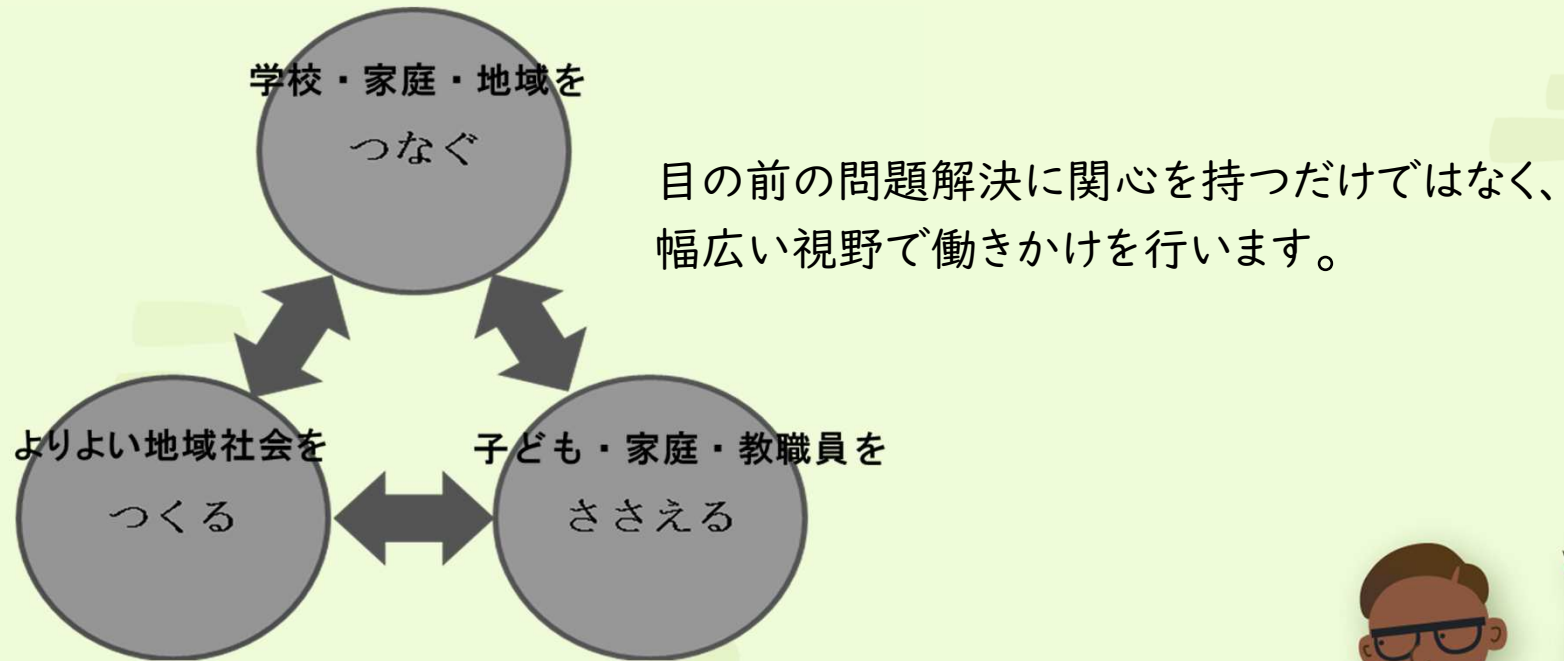 学校・家庭・地域を
つなぐ
目の前の問題解決に関心を持つだけではなく、
幅広い視野で働きかけを行います。
よりよい地域社会を
つくる
子ども・家庭・教職員を
ささえる